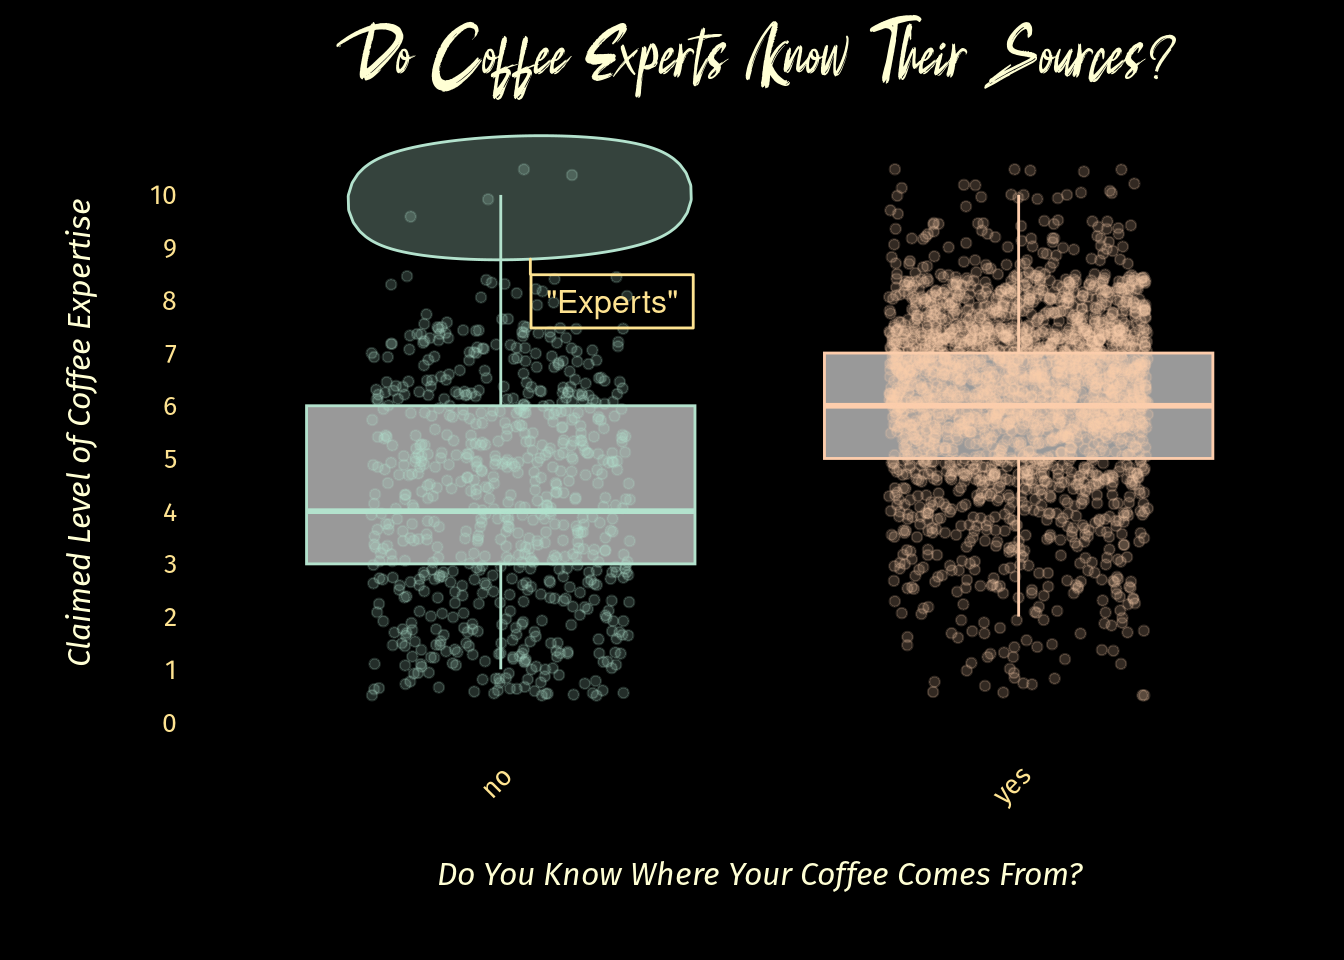 Do Coffee Experts Know Their Sources?
Claimed Level of Coffee Expertise
10
9
8
7
6
5
4
3
2
1
0
"Experts"
no
yes
Do You Know Where Your Coffee Comes From?